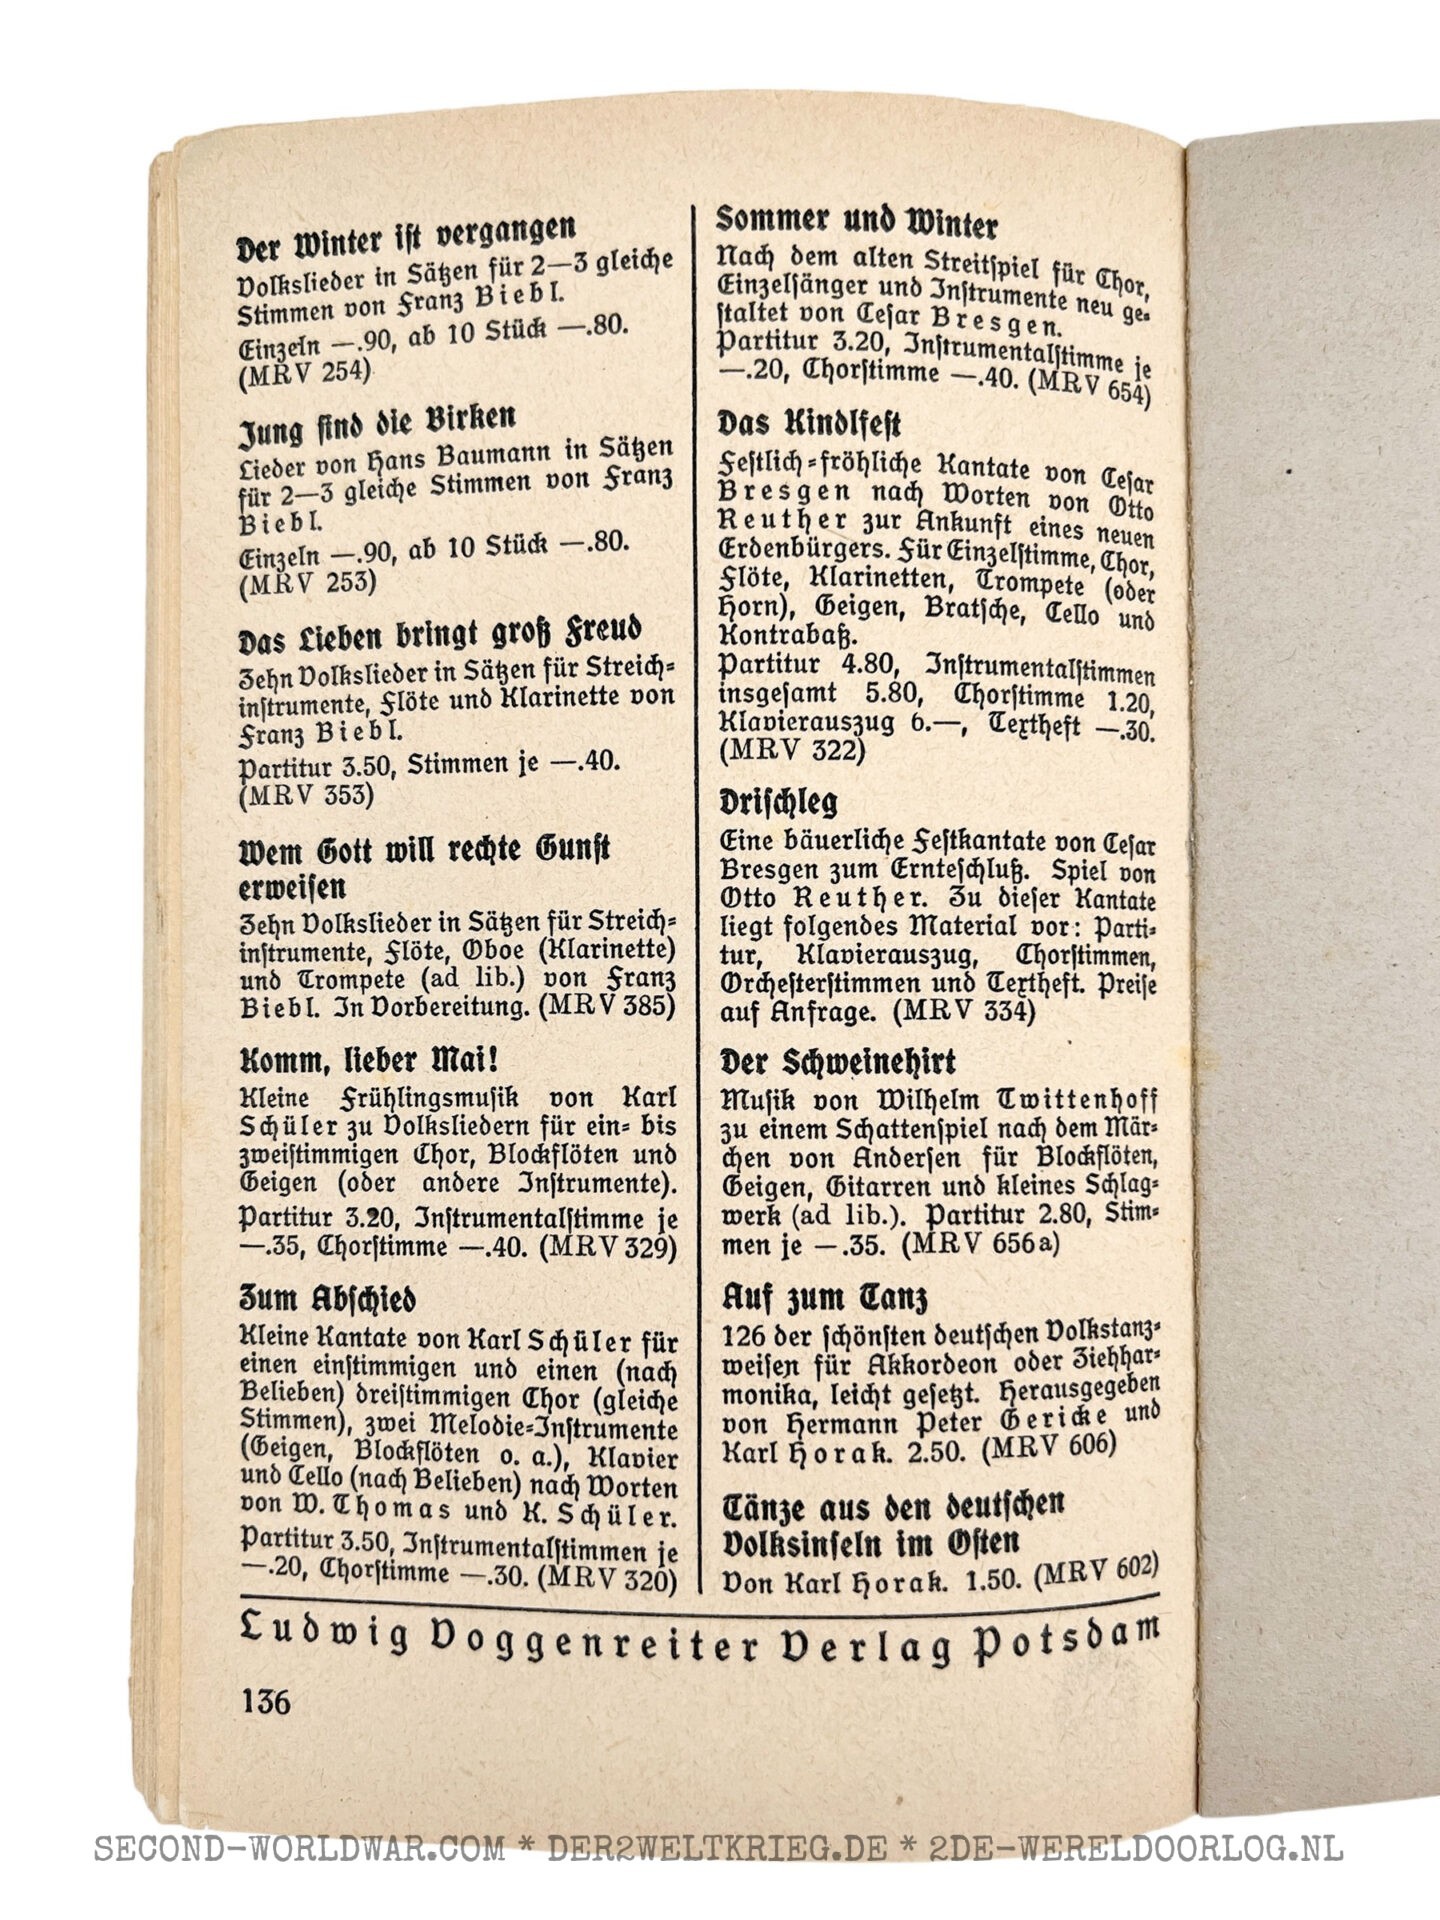 Der Winter ist vergangen
Volkslieder in Sätzen für 2—3 gleiche
Stimmen von Franz Biebl.
Einzeln —.90, ab 10 Stück —.80.
(MRV 254)
Jung sind die Birken
Lieder von Hans Baumann in Sätzen
für 2—3 gleiche Stimmen von Franz
Biebl.
Einzeln —.90, ab 10 Stück —.80.
(MRV 253)
Das Lieben bringt groß Freud
Zehn Volkslieder in Sätzen für Streich-
instrumente, Flöte und Klarinette von
Franz Biebl.
Partitur 3.50, Stimmen je —.40.
(MRV 353)
Wem Gott will rechte Gunst
erweisen
Zehn Volkslieder in Sätzen für Streich-
instrumente, Flöte, Oboe (Klarinette)
und Trompete (ad lib.) von Franz
Biebl. In Vorbereitung. (MRV 385)
Komm, lieber Mai!
Kleine Frühlingsmusik von Karl
Schüler zu Volksliedern für ein- bis
zweistimmigen Chor, Blockflöten und
Geigen (oder andere Instrumente).
Partitur 3.20, Instrumentalstimme je
—.35, Chorstimme —.40. (MRV 329)
Zum Abschied
Kleine Kantate von Karl Schüler für
einen einstimmigen und einen (nach
Belieben) dreistimmigen Chor (gleiche
Stimmen), zwei Melodie-Instrumente
(Geigen, Blockflöten o. a.), Klavier
und Cello (nach Belieben) nach Worten
von W. Thomas und K. Schüler.
Partitur 3.50, Instrumentalstimmen je
—.20, Chorstimme —.30. (MRV 320)
Sommer und Winter
Nach dem alten Streitspiel für Chor,
Einzelsänger und Instrumente neu ge-
staltet von Cesar Bresgen.
Partitur 3.20, Instrumentalstimme je
—.20, Chorstimme —.40. (MRV 654)
Das Kindlfest
Festlich-fröhliche Kantate von Cesar
Bresgen nach Worten von Otto
Reuther zur Ankunft eines neuen
Erdenbürgers. Für Einzelstimme, Chor,
Flöte, Klarinetten, Trompete (oder
Horn), Geigen, Bratsche, Cello und
Kontrabaß.
Partitur 4.80, Instrumentalstimmen
insgesamt 5.80, Chorstimme 1.20,
Klavierauszug 6.—, Textheft —.30.
(MRV 322)
Drischleg
Eine bäuerliche Festkantate von Cesar
Bresgen zum Ernteschluß. Spiel von
Otto Reuther. Zu dieser Kantate
liegt folgendes Material vor: Parti-
tur, Klavierauszug, Chorstimmen,
Orchesterstimmen und Textheft. Preise
auf Anfrage. (MRV 334)
Der Schweinehirt
Musik von Wilhelm Twittenhoff
zu einem Schattenspiel nach dem Mär-
chen von Andersen für Blockflöten,
Geigen, Gitarren und kleines Schlag-
werk (ad lib.). Partitur 2.80, Stim-
men je —.35. (MRV 656a)
Auf zum Tanz
126 der schönsten deutschen Volkstanz-
weisen für Akkordeon oder Ziehhar-
monika, leicht gesetzt. Herausgegeben
von Hermann Peter Gericke und
Karl Horak. 2.50. (MRV 606)
Tänze aus den deutschen
Volksinseln im Osten
Von Karl Horak. 1.50. (MRV 602)
Ludwig Voggenreiter Verlag Potsdam
136
SECOND-WORLDWAR.COM * DER2WELTKRIEG.DE * 2DE-WERELDOORLOG.NL